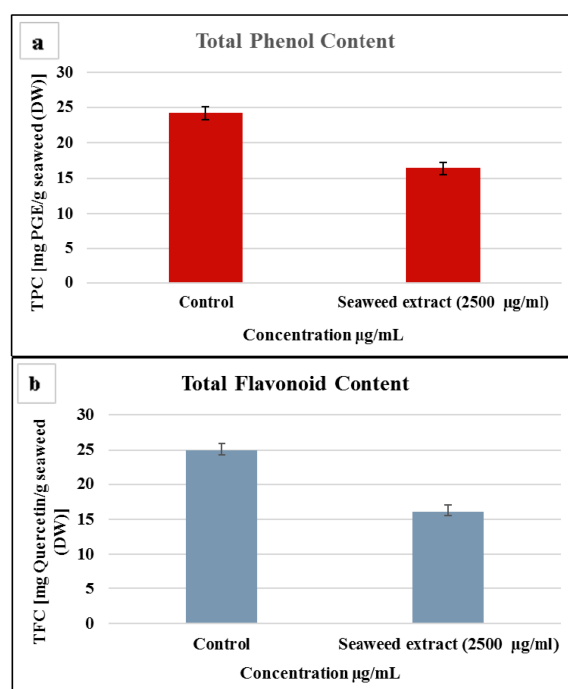 a
Total Phenol Content
TPC [mg PGE/g seaweed (DW)]
30
25
20
15
10
5
0
Control
Seaweed extract (2500 µg/ml)
Concentration µg/mL
b
Total Flavonoid Content
TFC [mg Quercetin/g seaweed
(DW)]
30
25
20
15
10
5
0
Control
Seaweed extract (2500 µg/ml)
Concentration µg/mL